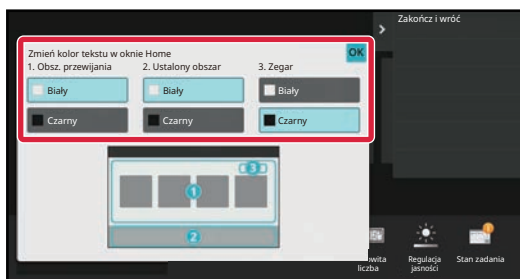 Zakończ i wróć
Zmień kolor tekstu w oknie Home
OK
1. Obsz. przewijania
2. Ustalony obszar
3. Zegar
Biały
Biały
Biały
Czarny
Czarny
Czarny
3
1
2
liczba
Regulacja
jasności
Stan zadania